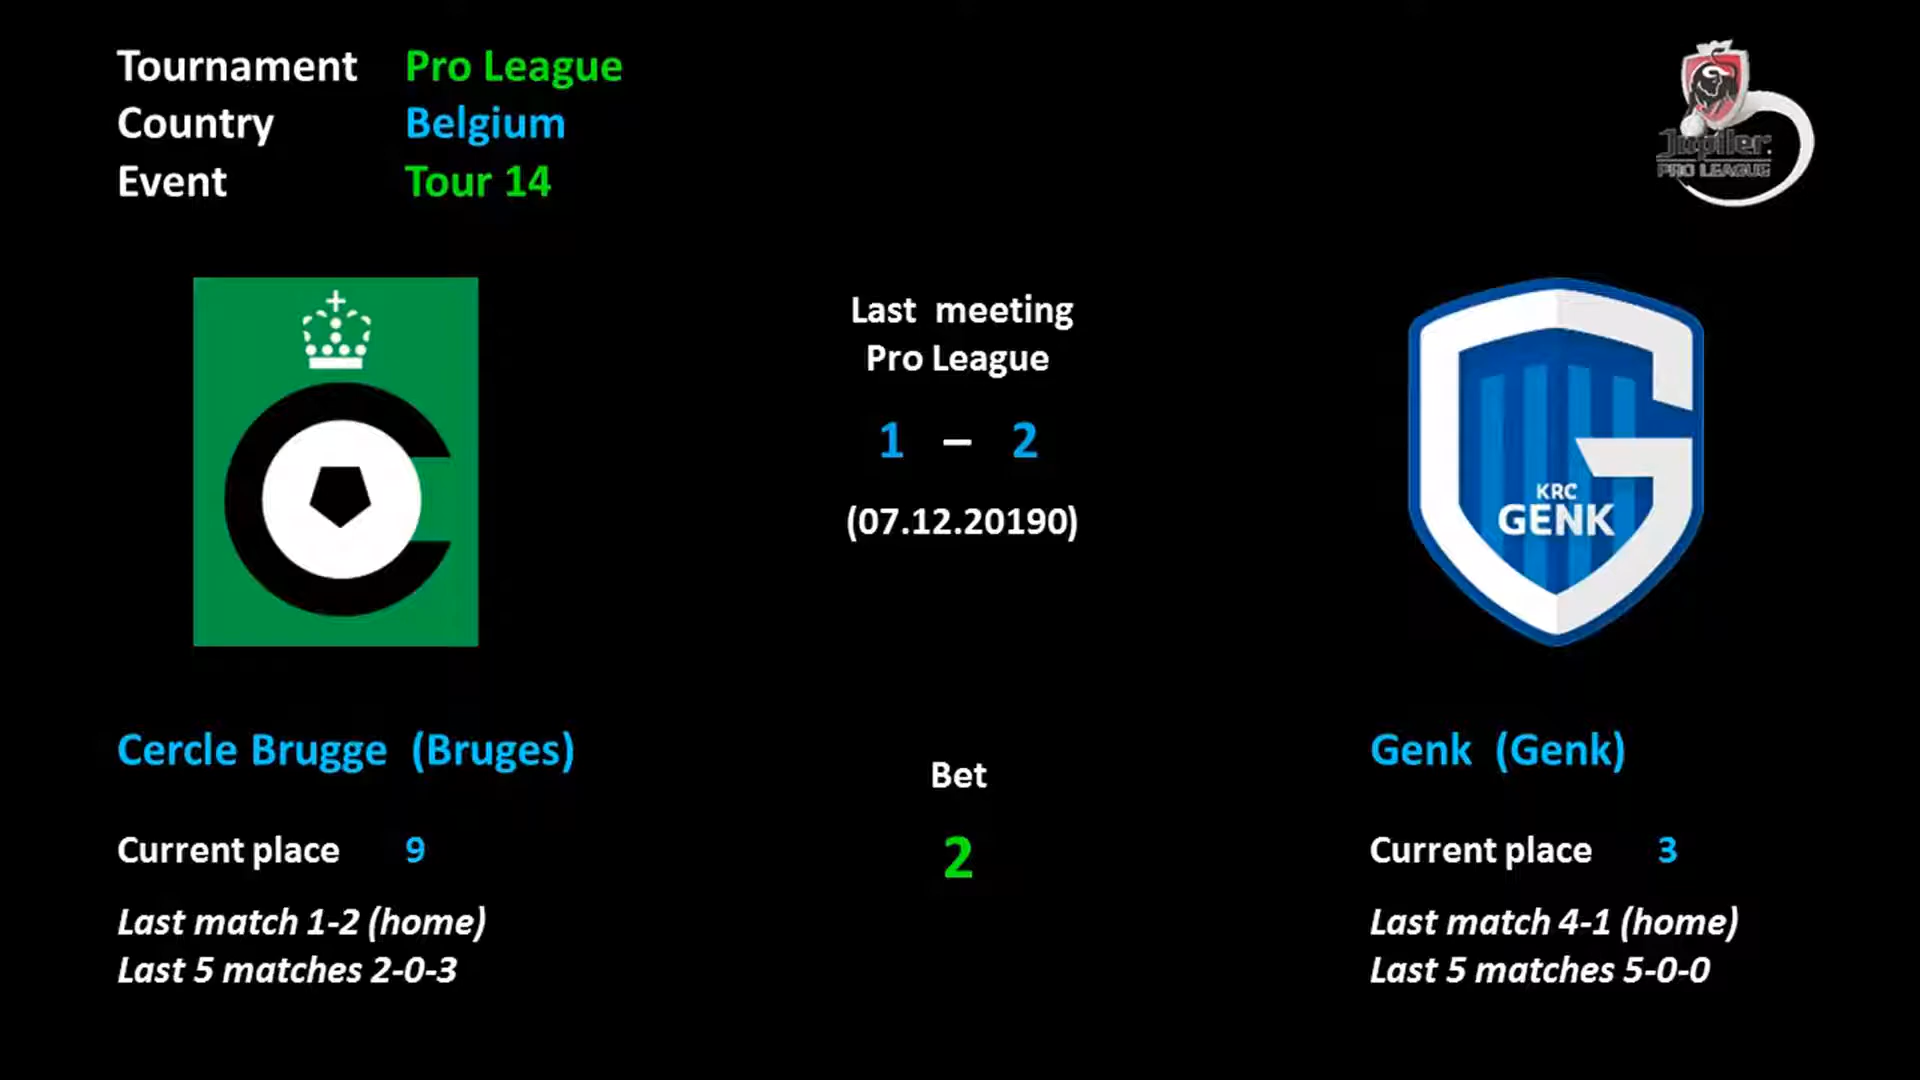 Tournament Pro League
Country Belgium
Event Tour 14
Jupiler
PRO LEAGUE
Last meeting
Pro League
1 – 2
(07.12.20190)
KRC
GENK
Cercle Brugge (Bruges)
Genk (Genk)
Bet
2
Current place 9
Last match 1-2 (home)
Last 5 matches 2-0-3
Current place 3
Last match 4-1 (home)
Last 5 matches 5-0-0